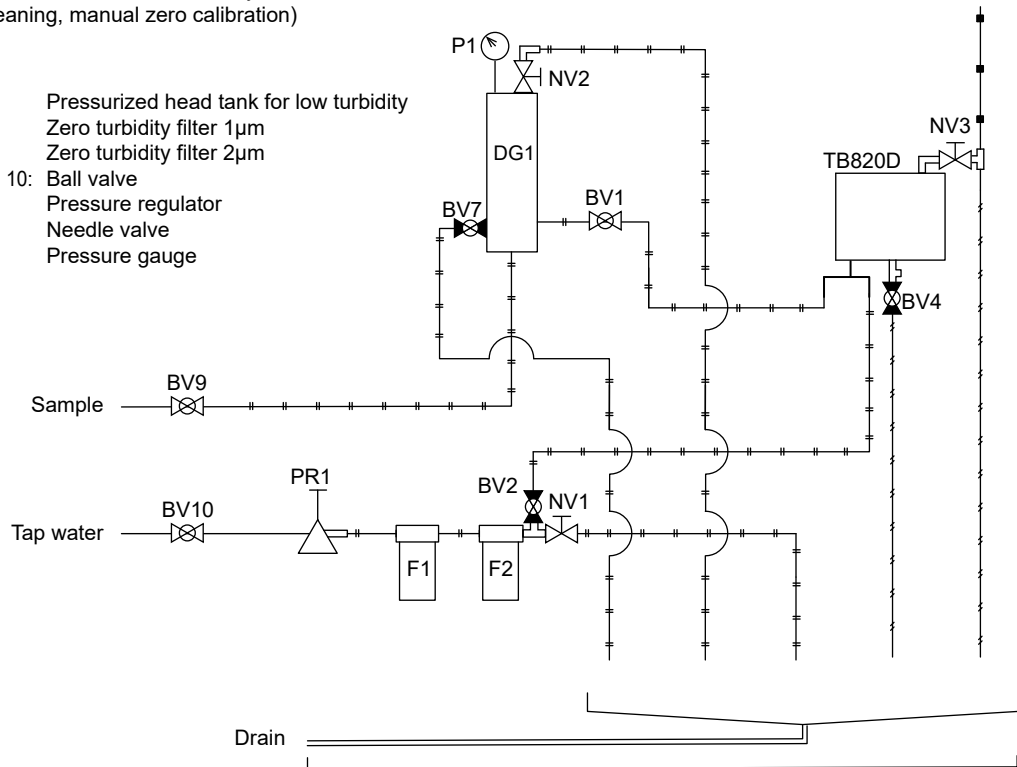 eaning, manual zero calibration)
Pressurized head tank for low turbidity
Zero turbidity filter 1µm
Zero turbidity filter 2µm
10: Ball valve
Pressure regulator
Needle valve
Pressure gauge
P1
NV2
DG1
NV3
TB820D
BV7
BV1
BV4
BV9
Sample
PR1
BV2
NV1
BV10
Tap water
F1
F2
Drain